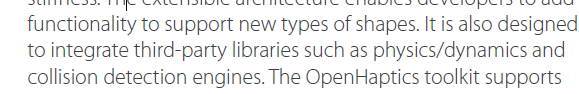 stiffness. The extensible architecture enables developers to add
functionality to support new types of shapes. It is also designed
to integrate third-party libraries such as physics/dynamics and
collision detection engines. The OpenHaptics toolkit supports